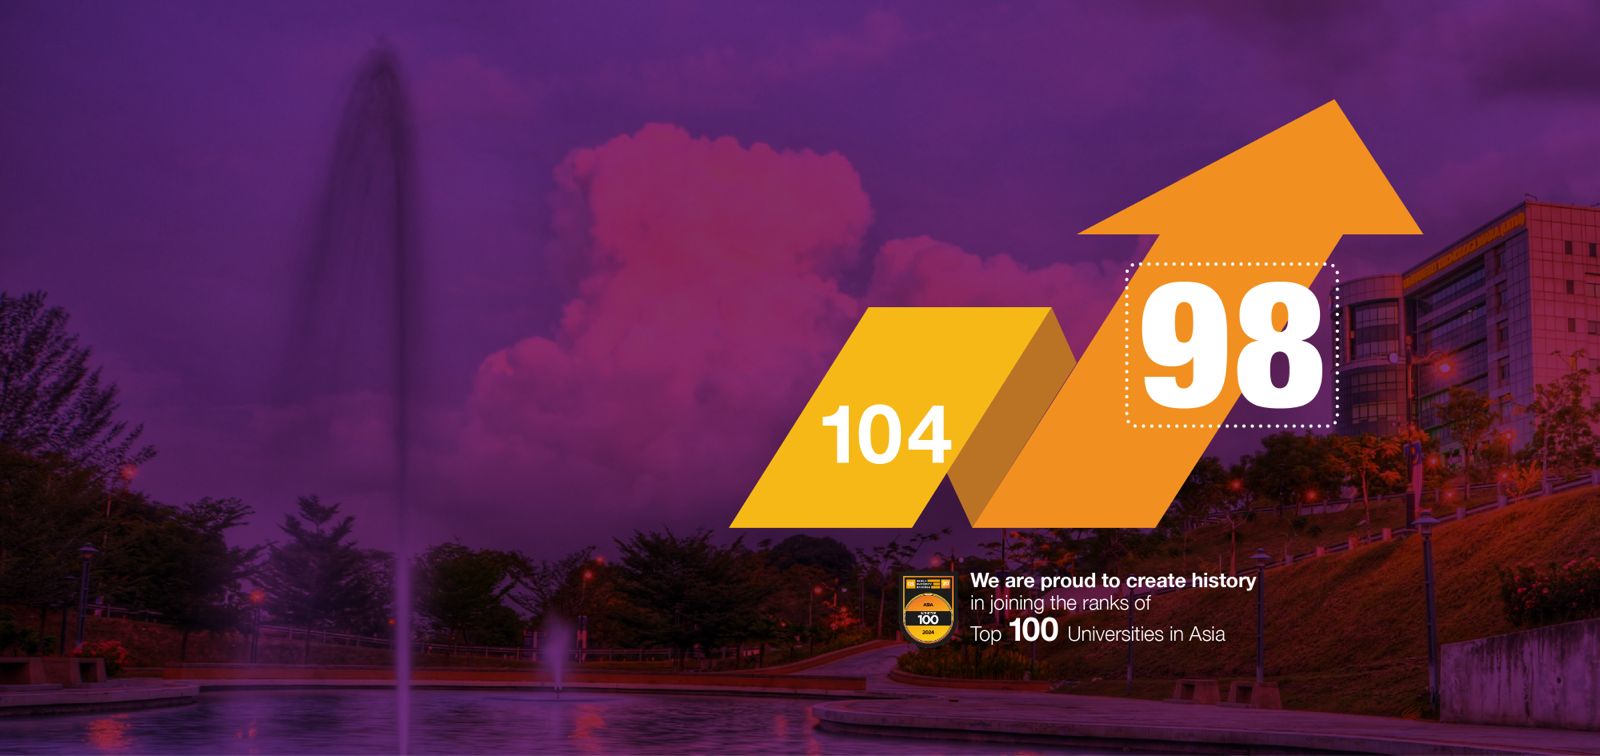 104
98
We are proud to create history
in joining the ranks of
Top 100 Universities in Asia
ASIA
100
2024